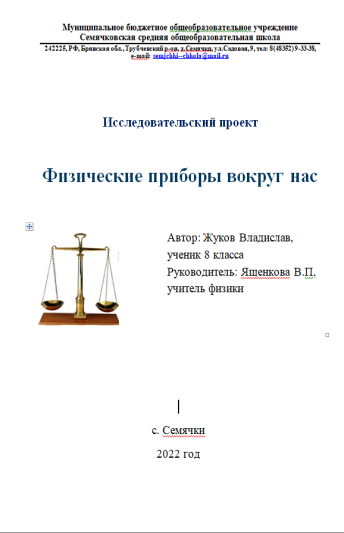 Муниципальное бюджетное общеобразовательное учреждение
Семячковская средняя общеобразовательная школа
242225, РФ, Брянская обл., Трубчевский р-он, д.Семячки, ул.Садовая, 9, тел: 8(48352) 9-33-38,
e-mail: semjchki--chkola@mail.ru
Исследовательский проект
Физические приборы вокруг нас
Автор: Жуков Владислав,
ученик 8 класса
Руководитель: Яшенкова В.П,
учитель физики
с. Семячки
2022 год